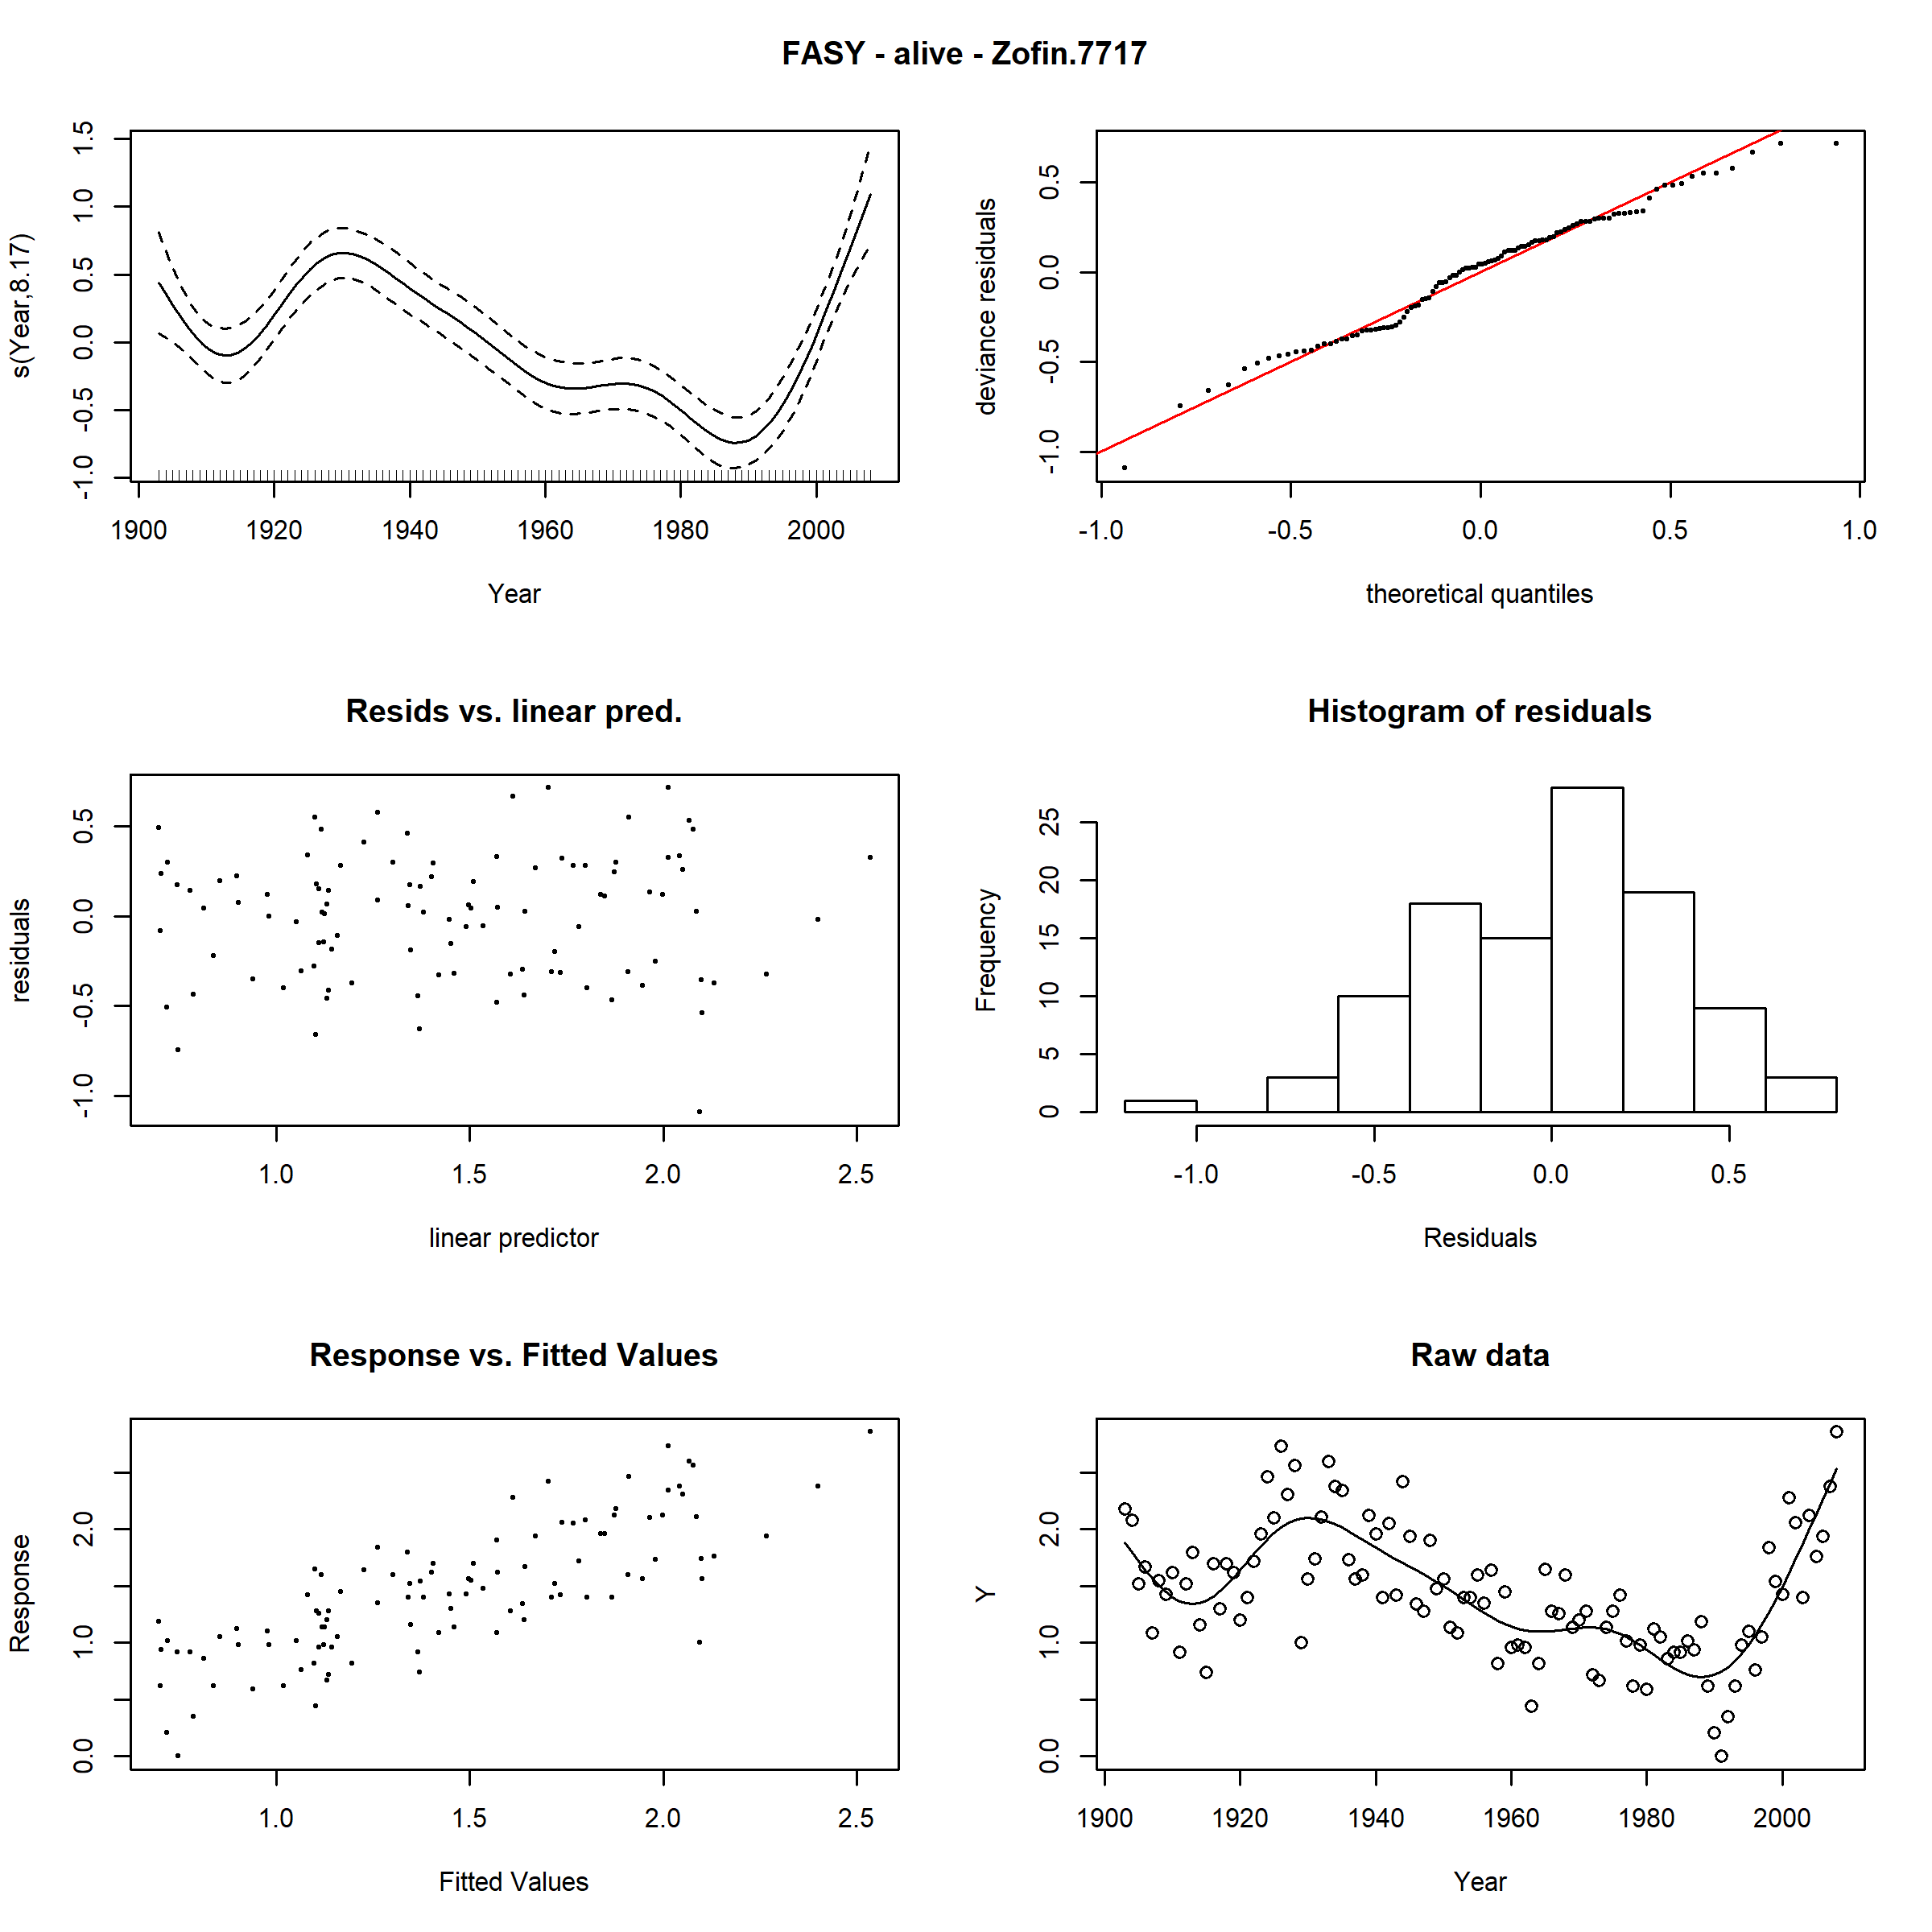 FASY - alive - Zofin.7717
s(Year,8.17)
1.5
1.0
0.5
0.0
-0.5
-1.0
1900 1920 1940 1960 1980 2000
Year
deviance residuals
0.5
0.0
-0.5
-1.0
-1.0 -0.5 0.0 0.5 1.0
theoretical quantiles
Resids vs. linear pred.
residuals
0.5
0.0
-0.5
-1.0
1.0 1.5 2.0 2.5
linear predictor
Histogram of residuals
Frequency
25
20
15
10
5
0
-1.0 -0.5 0.0 0.5
Residuals
Response vs. Fitted Values
Response
2.0
1.0
0.0
1.0 1.5 2.0 2.5
Fitted Values
Raw data
Y
2.0
1.0
0.0
1900 1920 1940 1960 1980 2000
Year